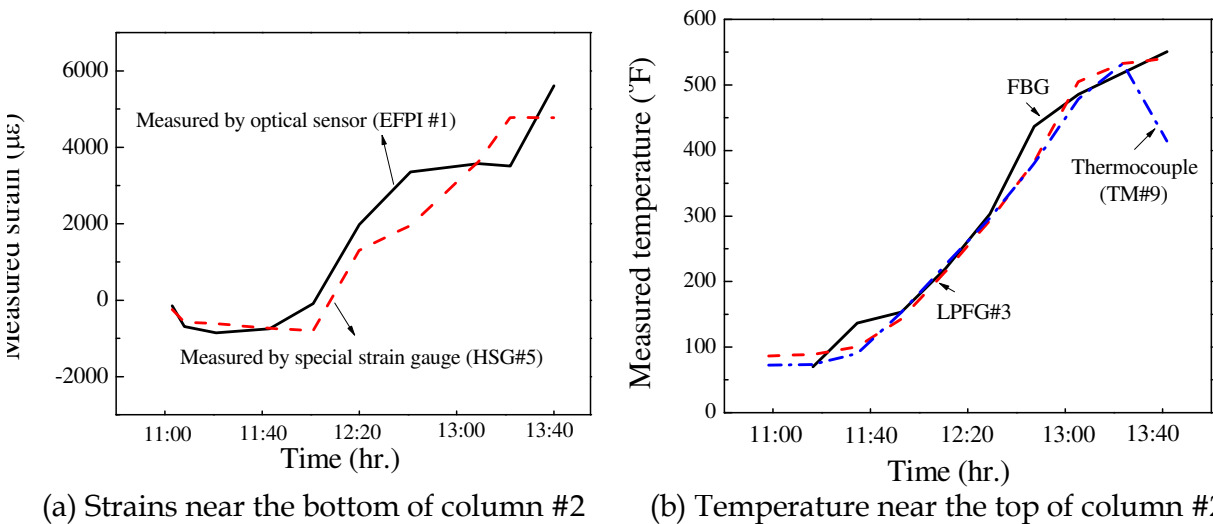 Measured strain (με)
6000
4000
2000
0
-2000
Measured by optical sensor (EFPI #1)
Measured by special strain gauge (HSG#5)
11:00
11:40
12:20
13:00
13:40
Time (hr.)
(a) Strains near the bottom of column #2
Measured temperature (°F)
600
500
400
300
200
100
0
FBG
Thermocouple
(TM#9)
LPFG#3
11:00
11:40
12:20
13:00
13:40
Time (hr.)
(b) Temperature near the top of column #2